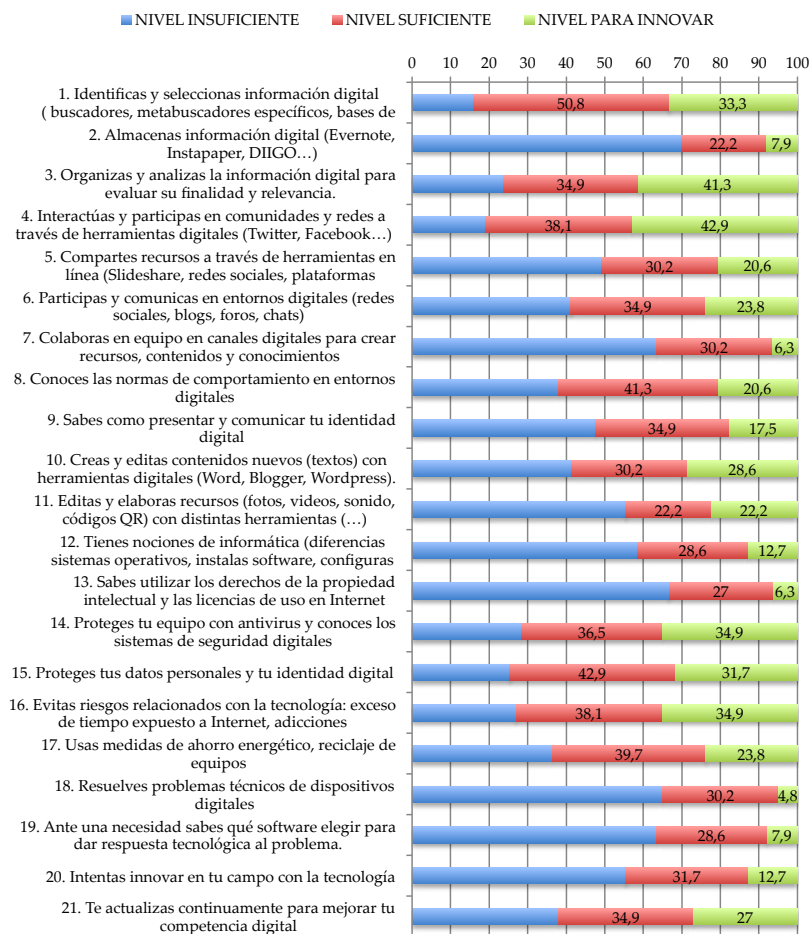 NIVEL INSUFICIENTE NIVEL SUFICIENTE NIVEL PARA INNOVAR
0 10 20 30 40 50 60 70 80 90 100
1. Identificas y seleccionas información digital
( buscadores, metabuscadores específicos, bases de
50,8 33,3
2. Almacenas información digital (Evernote,
Instapaper, DIIGO…)
22,2 7,9
3. Organizas y analizas la información digital para
evaluar su finalidad y relevancia.
34,9 41,3
4. Interactúas y participas en comunidades y redes a
través de herramientas digitales (Twitter, Facebook…)
38,1 42,9
5. Compartes recursos a través de herramientas en
línea (Slideshare, redes sociales, plataformas
30,2 20,6
6. Participas y comunicas en entornos digitales (redes
sociales, blogs, foros, chats)
34,9 23,8
7. Colaboras en equipo en canales digitales para crear
recursos, contenidos y conocimientos
30,2 6,3
8. Conoces las normas de comportamiento en entornos
digitales
41,3 20,6
9. Sabes como presentar y comunicar tu identidad
digital
34,9 17,5
10. Creas y editas contenidos nuevos (textos) con
herramientas digitales (Word, Blogger, Wordpress).
30,2 28,6
11. Editas y elaboras recursos (fotos, videos, sonido,
códigos QR) con distintas herramientas (…)
22,2 22,2
12. Tienes nociones de informática (diferencias
sistemas operativos, instalas software, configuras
28,6 12,7
13. Sabes utilizar los derechos de la propiedad
intelectual y las licencias de uso en Internet
27 6,3
14. Proteges tu equipo con antivirus y conoces los
sistemas de seguridad digitales
36,5 34,9
15. Proteges tus datos personales y tu identidad digital
42,9 31,7
16. Evitas riesgos relacionados con la tecnología: exceso
de tiempo expuesto a Internet, adicciones
38,1 34,9
17. Usas medidas de ahorro energético, reciclaje de
equipos
39,7 23,8
18. Resuelves problemas técnicos de dispositivos
digitales
30,2 4,8
19. Ante una necesidad sabes qué software elegir para
dar respuesta tecnológica al problema.
28,6 7,9
20. Intentas innovar en tu campo con la tecnología
31,7 12,7
21. Te actualizas continuamente para mejorar tu
competencia digital
34,9 27